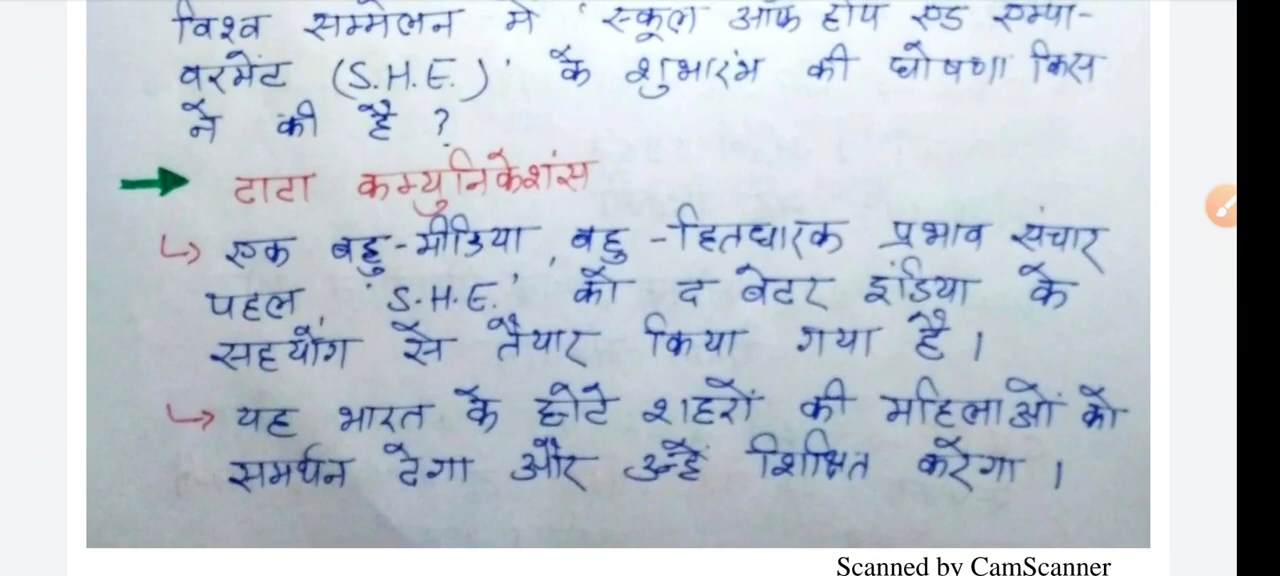 विश्व सम्मेलन में 'स्कूल ऑफ होप एंड एम्पा-
वरमेंट (S.H.E.)' के शुभारंभ की घोषणा किस
ने की है ?
टाटा कम्युनिकेशंस
एक बहु-मीडिया, बहु-हितधारक प्रभाव संचार
पहल, 'S.H.E.' को द बेटर इंडिया के
सहयोग से तैयार किया गया है।
यह भारत के छोटे शहरों की महिलाओं को
समर्थन देगा और उन्हें शिक्षित करेगा।
Scanned by CamScanner